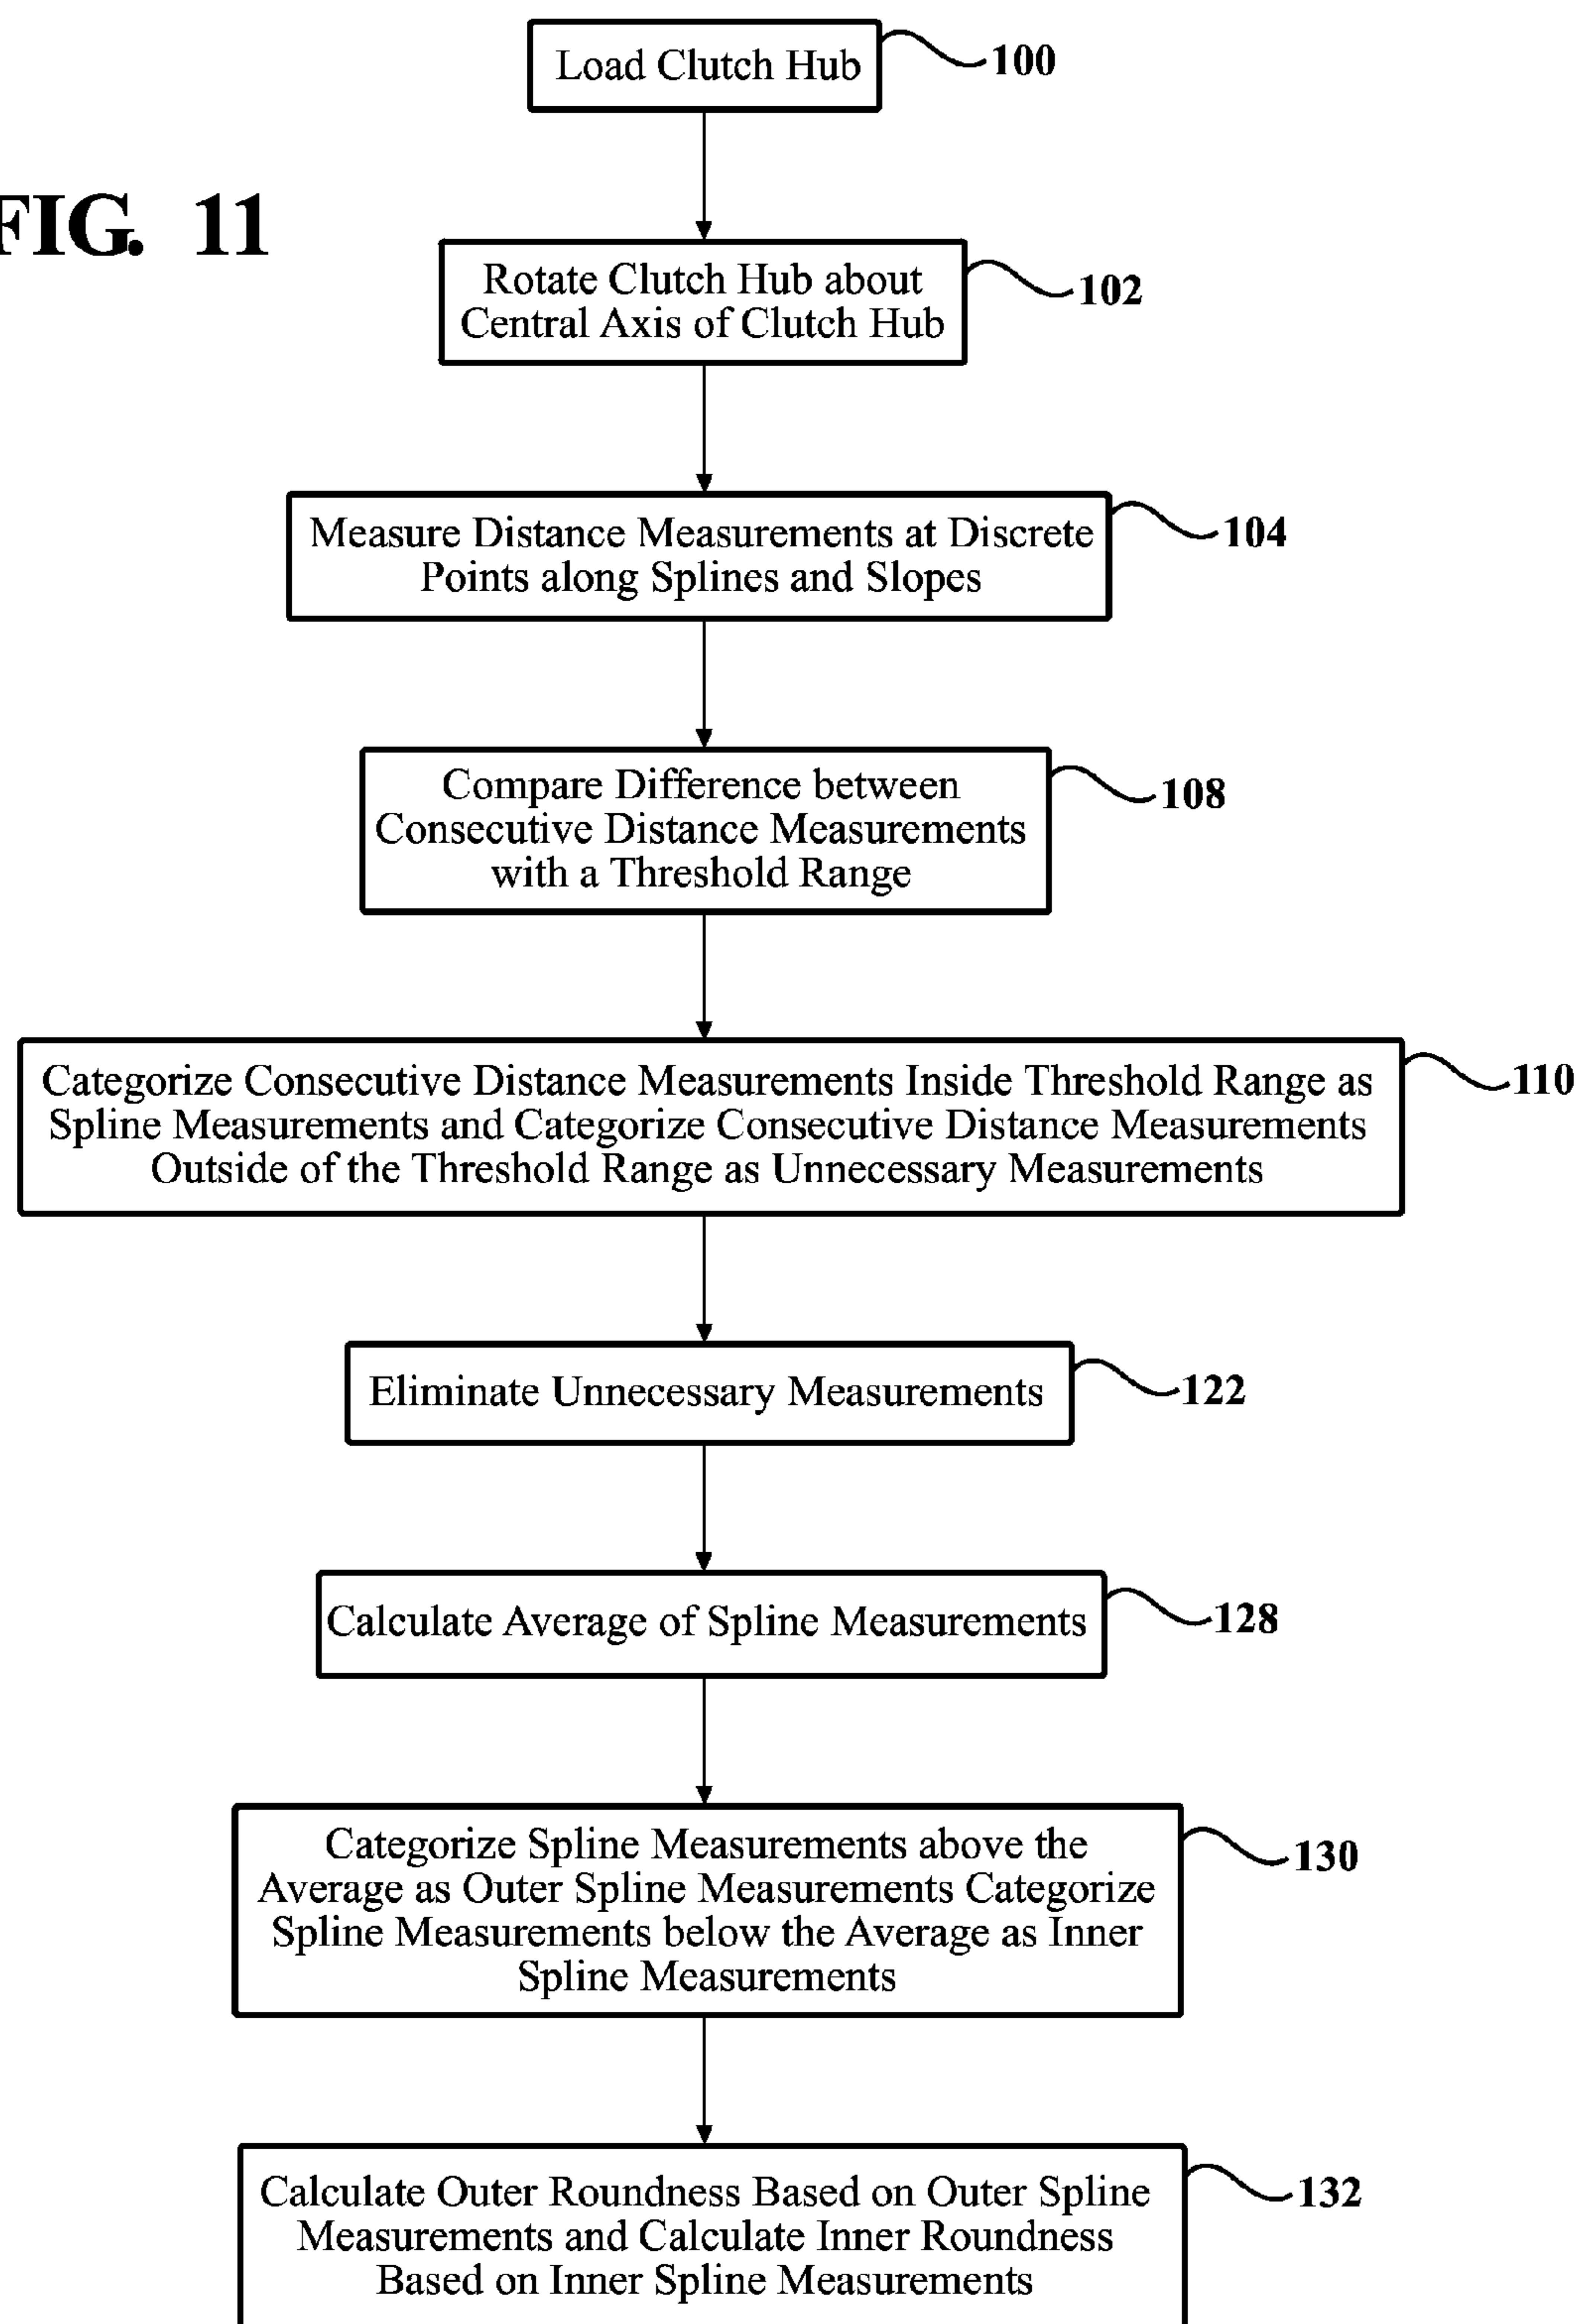 Load Clutch Hub
100
FIG. 11
Rotate Clutch Hub about
Central Axis of Clutch Hub
102
Measure Distance Measurements at Discrete
Points along Splines and Slopes
104
Compare Difference between
Consecutive Distance Measurements
with a Threshold Range
108
Categorize Consecutive Distance Measurements Inside Threshold Range as
Spline Measurements and Categorize Consecutive Distance Measurements
Outside of the Threshold Range as Unnecessary Measurements
110
Eliminate Unnecessary Measurements
122
Calculate Average of Spline Measurements
128
Categorize Spline Measurements above the
Average as Outer Spline Measurements Categorize
Spline Measurements below the Average as Inner
Spline Measurements
130
Calculate Outer Roundness Based on Outer Spline
Measurements and Calculate Inner Roundness
Based on Inner Spline Measurements
132